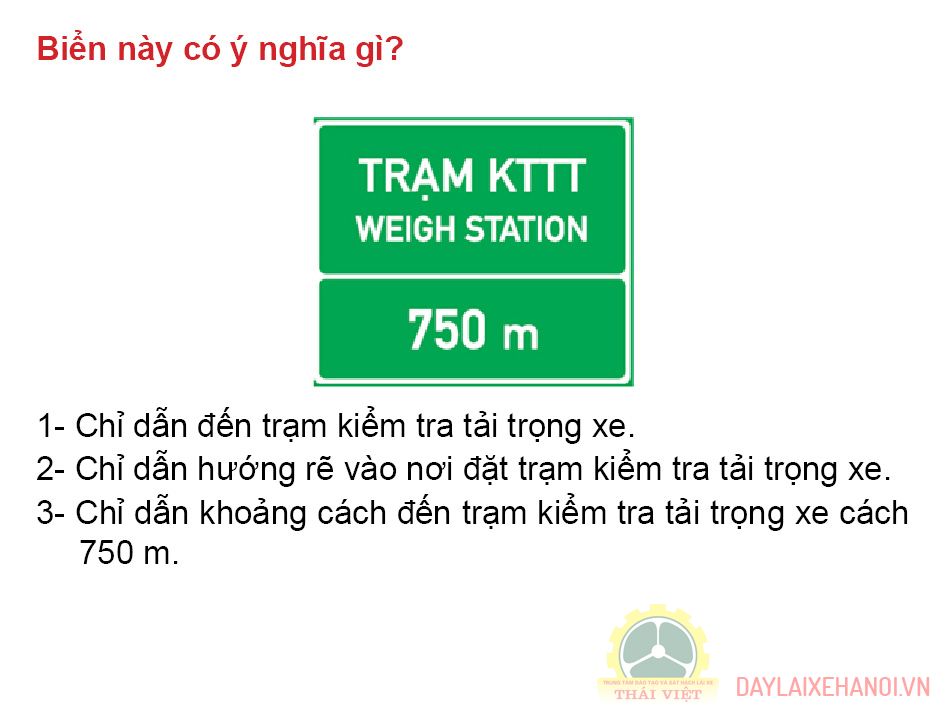 Biển này có ý nghĩa gì?
TRẠM KTTT
WEIGH STATION
750 m
1- Chỉ dẫn đến trạm kiểm tra tải trọng xe.
2- Chỉ dẫn hướng rẽ vào nơi đặt trạm kiểm tra tải trọng xe.
3- Chỉ dẫn khoảng cách đến trạm kiểm tra tải trọng xe cách
750 m.
TRUNG TÂM ĐÀO TẠO VÀ SÁT HẠCH LÁI XE
THÁI VIỆT
DAYLAIXEHANOI.VN